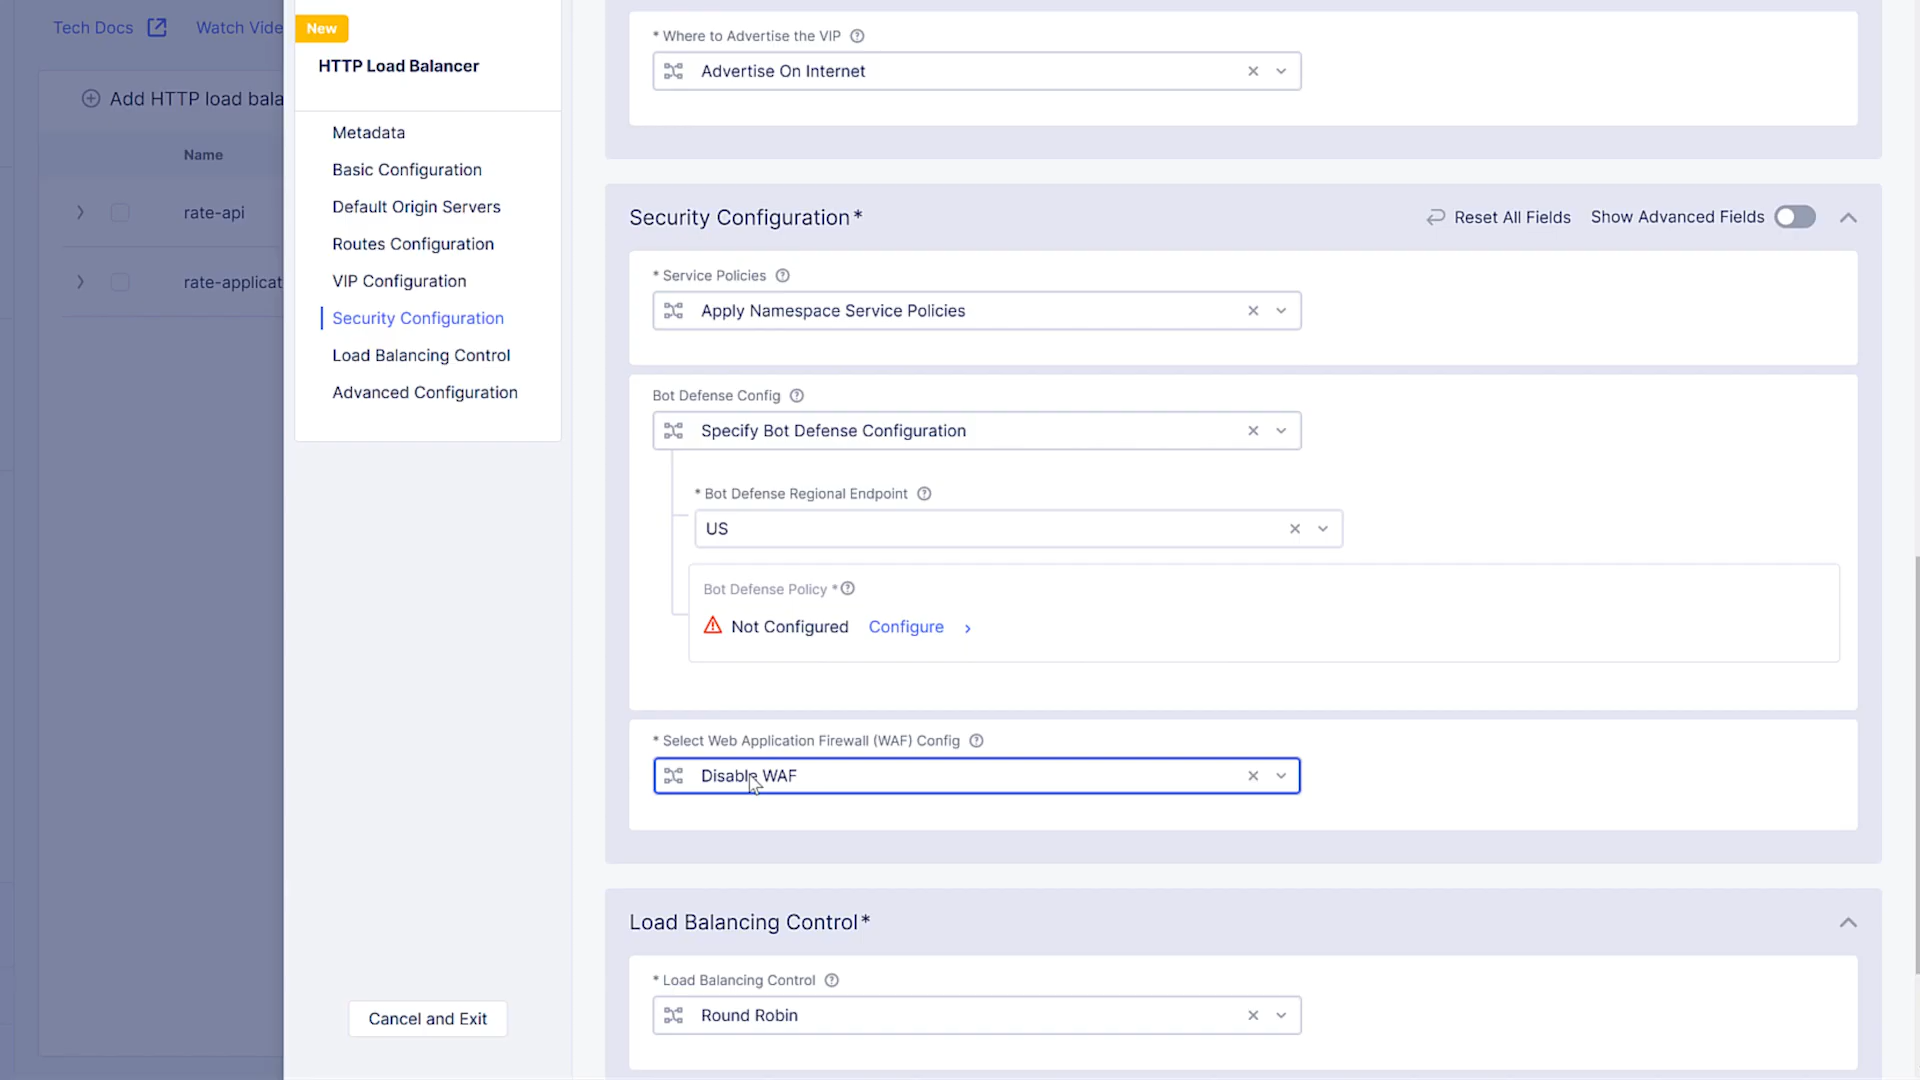 Tech Docs
Watch Vide
Add HTTP load bala
Name
rate-api
rate-applicat
New
HTTP Load Balancer
Metadata
Basic Configuration
Default Origin Servers
Routes Configuration
VIP Configuration
Security Configuration
Load Balancing Control
Advanced Configuration
Cancel and Exit
* Where to Advertise the VIP
Advertise On Internet
Security Configuration*
Reset All Fields
Show Advanced Fields
* Service Policies
Apply Namespace Service Policies
Bot Defense Config
Specify Bot Defense Configuration
* Bot Defense Regional Endpoint
US
Bot Defense Policy *
Not Configured Configure
* Select Web Application Firewall (WAF) Config
Disable WAF
Load Balancing Control*
* Load Balancing Control
Round Robin